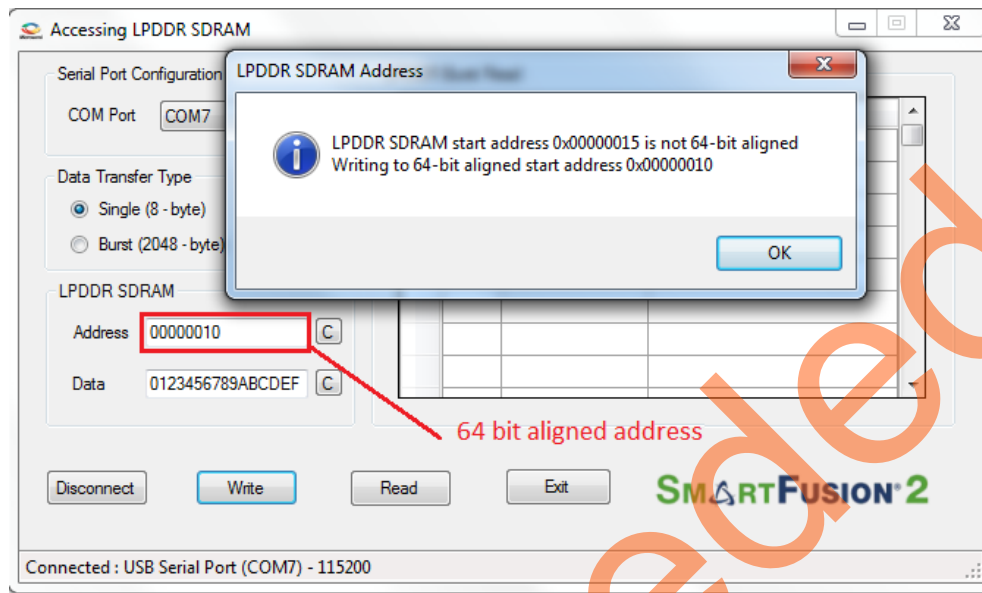 Accessing LPDDR SDRAM
Serial Port Configuration
LPDDR SDRAM Address
COM Port COM7
LPDDR SDRAM start address 0x00000015 is not 64-bit aligned
Writing to 64-bit aligned start address 0x00000010
Data Transfer Type
Single (8 - byte)
Burst (2048 - byte)
OK
LPDDR SDRAM
Address 00000010 C
Data 0123456789ABCDEF C
64 bit aligned address
Disconnect Write Read Exit
SMARTFUSION® 2
Connected : USB Serial Port (COM7) - 115200